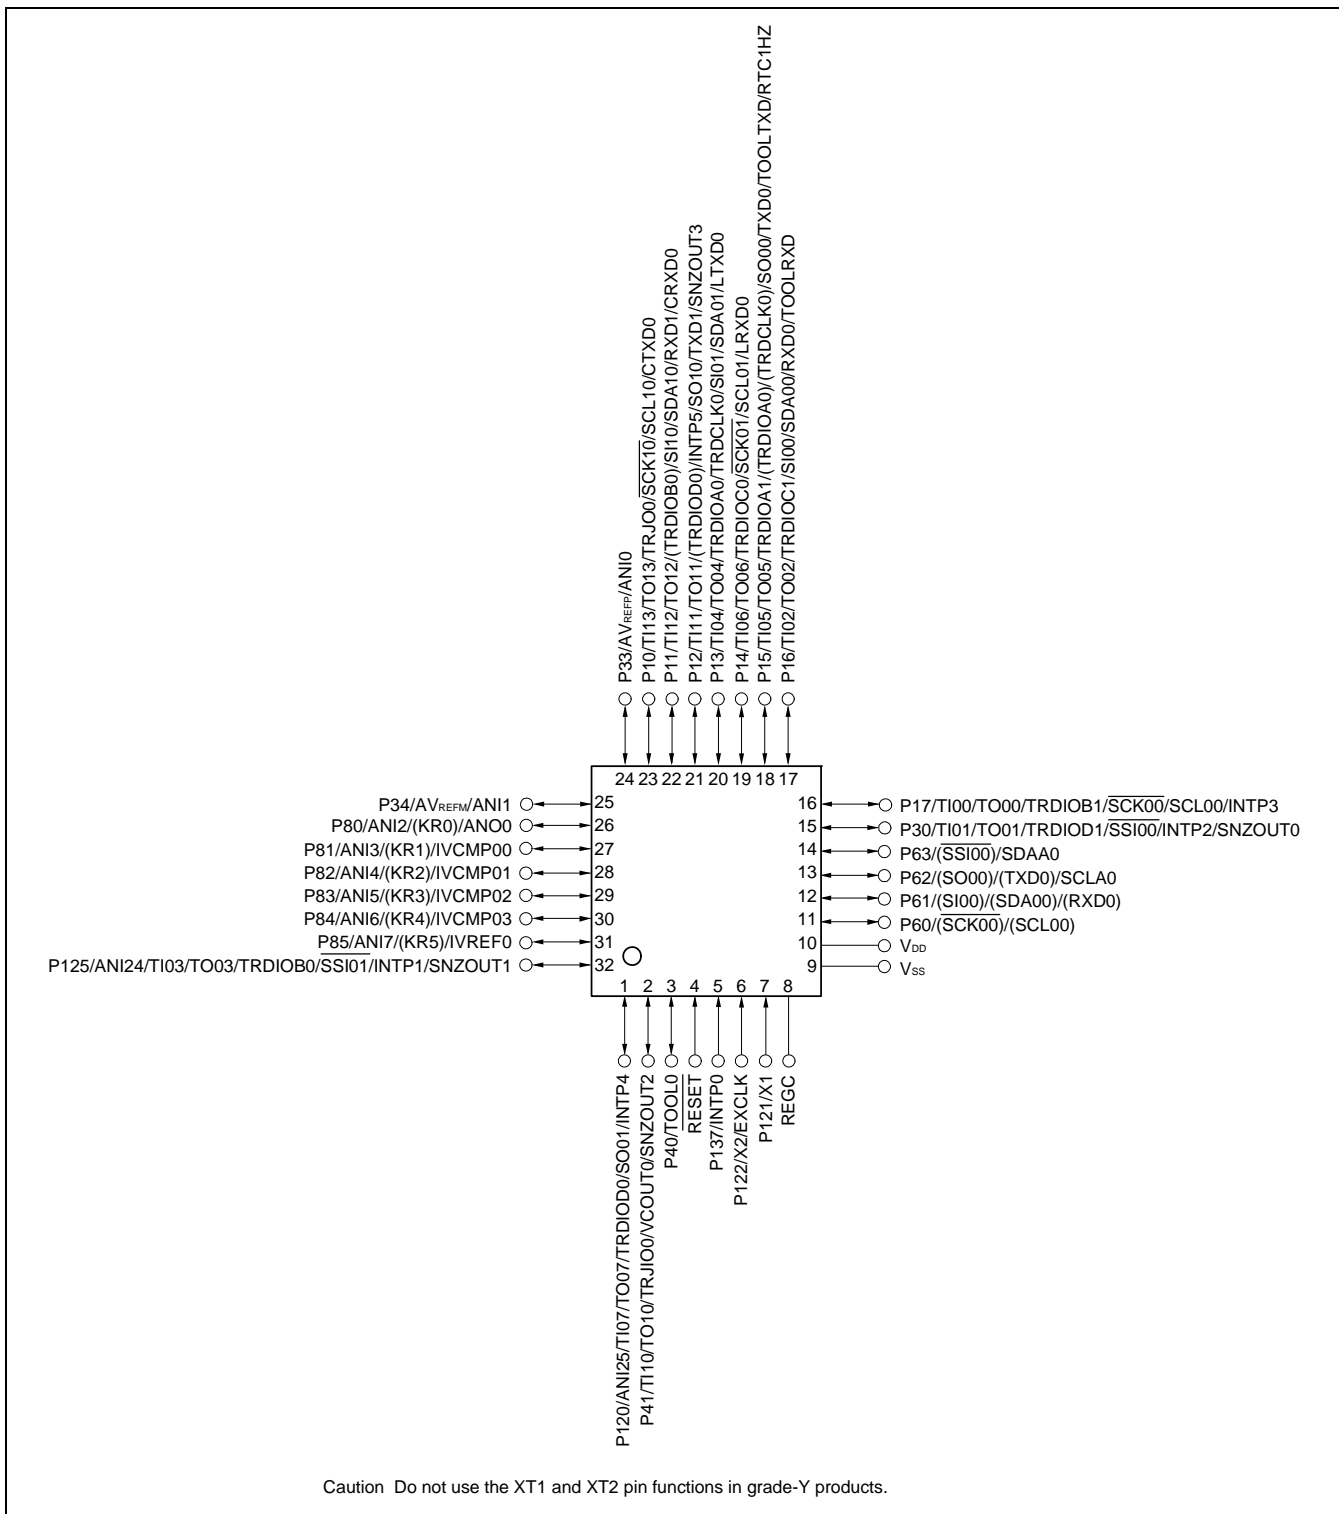 P33/AVREFP/ANI0
P10/TI13/TO13/TRJO0/SCK10/SCL10/CTXD0
P11/TI12/TO12/(TRDIOB0)/SI10/SDA10/RXD1/CRXD0
P12/TI11/TO11/(TRDIOD0)/INTP5/SO10/TXD1/SNZOUT3
P13/TI04/TO04/TRDIOA0/TRDCLK0/SI01/SDA01/LTXD0
P14/TI06/TO06/TRDIOC0/SCK01/SCL01/LRXD0
P15/TI05/TO05/TRDIOA1/(TRDIOA0)/(TRDCLK0)/SO00/TXD0/TOOLTXD/RTC1HZ
P16/TI02/TO02/TRDIOC1/SI00/SDA00/RXD0/TOOLRXD
24 23 22 21 20 19 18 17
P34/AVREFM/ANI1 25
P80/ANI2/(KR0)/ANO0 26
P81/ANI3/(KR1)/IVCMP00 27
P82/ANI4/(KR2)/IVCMP01 28
P83/ANI5/(KR3)/IVCMP02 29
P84/ANI6/(KR4)/IVCMP03 30
P85/ANI7/(KR5)/IVREF0 31
P125/ANI24/TI03/TO03/TRDIOB0/SSI01/INTP1/SNZOUT1 32
16 P17/TI00/TO00/TRDIOB1/SCK00/SCL00/INTP3
15 P30/TI01/TO01/TRDIOD1/SSI00/INTP2/SNZOUT0
14 P63/(SSI00)/SDAA0
13 P62/(SO00)/(TXD0)/SCLA0
12 P61/(SI00)/(SDA00)/(RXD0)
11 P60/(SCK00)/(SCL00)
10 VDD
9 VSS
1 2 3 4 5 6 7 8
P120/ANI25/TI07/TO07/TRDIOD0/SO01/INTP4
P41/TI10/TO10/TRJIO0/VCOUT0/SNZOUT2
P40/TOOL0
RESET
P137/INTP0
P122/X2/EXCLK
P121/X1
REGC
Caution Do not use the XT1 and XT2 pin functions in grade-Y products.